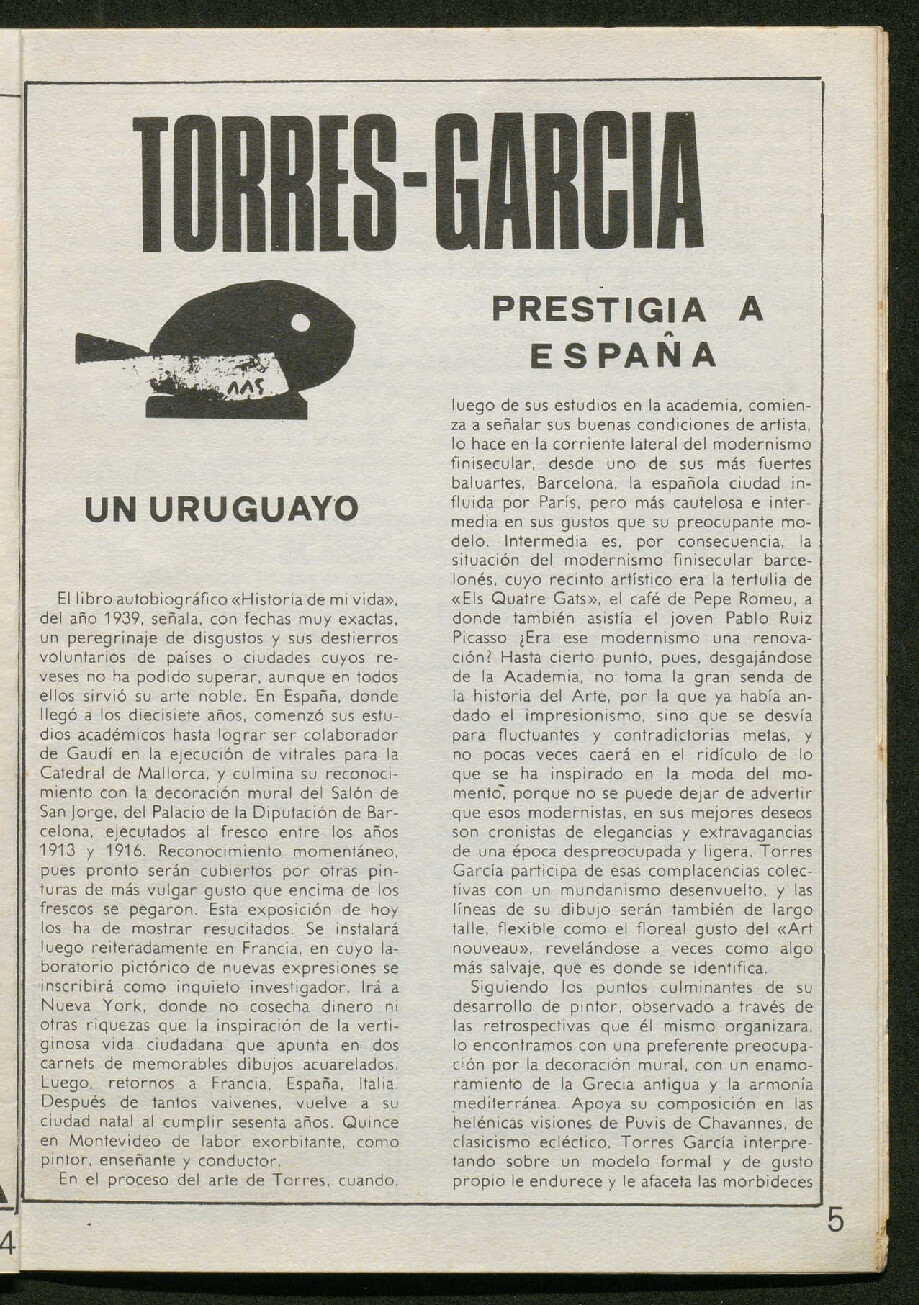 TORRES-GARCIA
UN URUGUAYO
El libro autobiográfico «Historia de mi vida»,
del año 1939, señala, con fechas muy exactas,
un peregrinaje de disgustos y sus destierros
voluntarios de países o ciudades cuyos re-
veses no ha podido superar, aunque en todos
ellos sirvió su arte noble. En España, donde
llegó a los diecisiete años, comenzó sus estu-
dios académicos hasta lograr ser colaborador
de Gaudí en la ejecución de vitrales para la
Catedral de Mallorca, y culmina su reconoci-
miento con la decoración mural del Salón de
San Jorge, del Palacio de la Diputación de Bar-
celona, ejecutados al fresco entre los años
1913 y 1916. Reconocimiento momentáneo,
pues pronto serán cubiertos por otras pin-
turas de más vulgar gusto que encima de los
frescos se pegaron. Esta exposición de hoy
los ha de mostrar resucitados. Se instalará
luego reiteradamente en Francia, en cuyo la-
boratorio pictórico de nuevas expresiones se
inscribirá como inquieto investigador. Irá a
Nueva York, donde no cosecha dinero ni
otras riquezas que la inspiración de la verti-
ginosa vida ciudadana que apunta en dos
carnets de memorables dibujos acuarelados.
Luego, retornos a Francia, España, Italia.
Después de tantos vaivenes, vuelve a su
ciudad natal al cumplir sesenta años. Quince
en Montevideo de labor exorbitante, como
pintor, enseñante y conductor.
En el proceso del arte de Torres, cuando,
PRESTIGIA A
ESPAÑA
luego de sus estudios en la academia, comien-
za a señalar sus buenas condiciones de artista,
lo hace en la corriente lateral del modernismo
finisecular, desde uno de sus más fuertes
baluartes, Barcelona, la española ciudad in-
fluida por París, pero más cautelosa e inter-
media en sus gustos que su preocupante mo-
delo. Intermedia es, por consecuencia, la
situación del modernismo finisecular barce-
lonés, cuyo recinto artístico era la tertulia de
«Els Quatre Gats», el café de Pepe Romeu, a
donde también asistía el joven Pablo Ruiz
Picasso ¿Era ese modernismo una renova-
ción? Hasta cierto punto, pues, desgajándose
de la Academia, no toma la gran senda de
la historia del Arte, por la que ya había an-
dado el impresionismo, sino que se desvía
para fluctuantes y contradictorias metas, y
no pocas veces caerá en el ridículo de lo
que se ha inspirado en la moda del mo-
mento, porque no se puede dejar de advertir
que esos modernistas, en sus mejores deseos
son cronistas de elegancias y extravagancias
de una época despreocupada y ligera. Torres
García participa de esas complacencias colec-
tivas con un mundanismo desenvuelto, y las
líneas de su dibujo serán también de largo
talle, flexible como el floreal gusto del «Art
nouveau», revelándose a veces como algo
más salvaje, que es donde se identifica.
Siguiendo los puntos culminantes de su
desarrollo de pintor, observado a través de
las retrospectivas que él mismo organizara,
lo encontramos con una preferente preocupa-
ción por la decoración mural, con un enamo-
ramiento de la Grecia antigua y la armonía
mediterránea. Apoya su composición en las
helénicas visiones de Puvis de Chavannes, de
clasicismo ecléctico, Torres García interpre-
tando sobre un modelo formal y de gusto
propio le endurece y le afaceta las morbideces
5
4